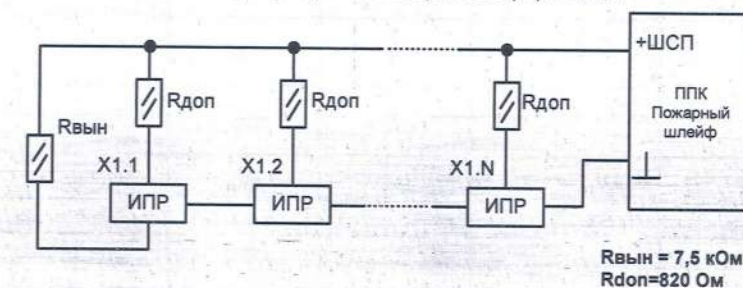 +ШСП
ППК
Пожарный
шлейф
Rдоп
Rдоп
Rдоп
Rвын
X1.1
X1.2
X1.N
ИПР
ИПР
ИПР
Rвын = 7,5 кОм
Rdon=820 Ом